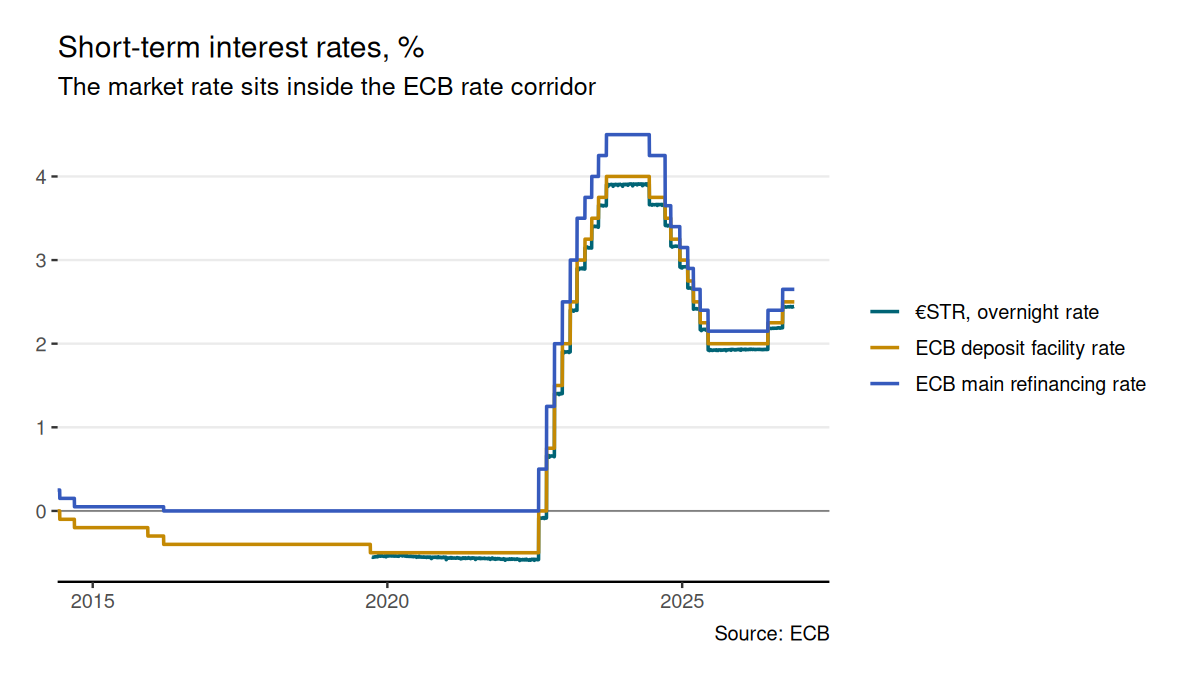 Short-term interest rates, %
The market rate sits inside the ECB rate corridor
4
3
2
1
0
2015 2020 2025
€STR, overnight rate
ECB deposit facility rate
ECB main refinancing rate
Source: ECB